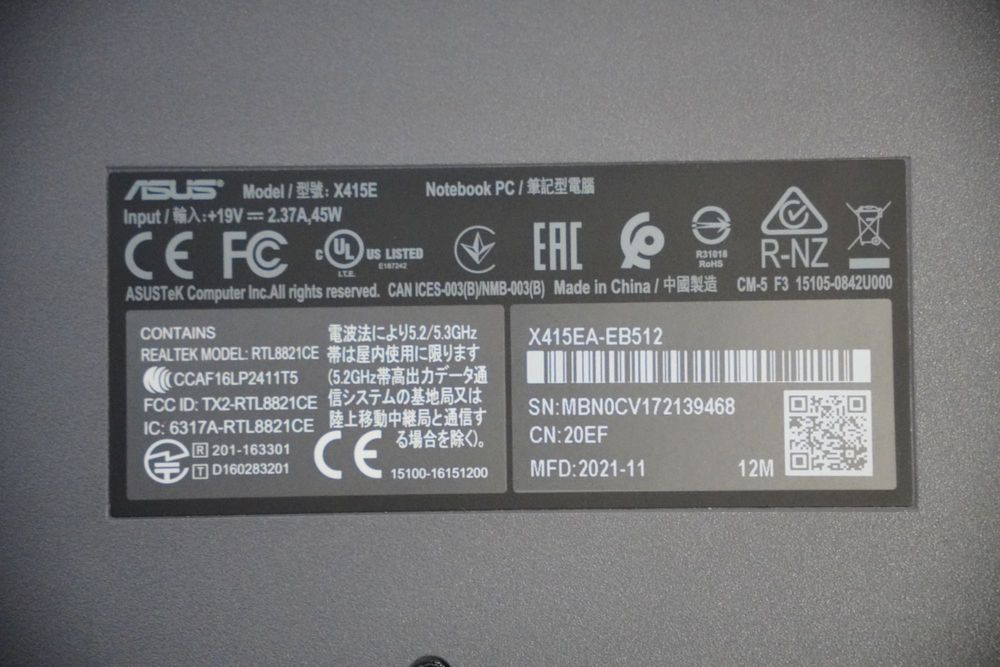 ASUS Model / 型號: X415E Notebook PC / 筆記型電腦
Input / 輸入:+19V⎓ 2.37A,45W
CE FC c UL US LISTED I.T.E. E187242 EAC R31018 RoHS R-NZ
ASUSTeK Computer Inc.All rights reserved. CAN ICES-003(B)/NMB-003(B) Made in China / 中國製造 CM-5 F3 15105-0842U000
CONTAINS
REALTEK MODEL: RTL8821CE
CCAF16LP2411T5
FCC ID: TX2-RTL8821CE
IC: 6317A-RTL8821CE
R 201-163301
T D160283201
電波法により5.2/5.3GHz
帯は屋内使用に限ります
(5.2GHz帯高出力データ通
信システムの基地局又は
陸上移動中継局と通信す
る場合を除く)。
CE 15100-16151200
X415EA-EB512
SN:MBN0CV172139468
CN:20EF
MFD:2021-11 12M